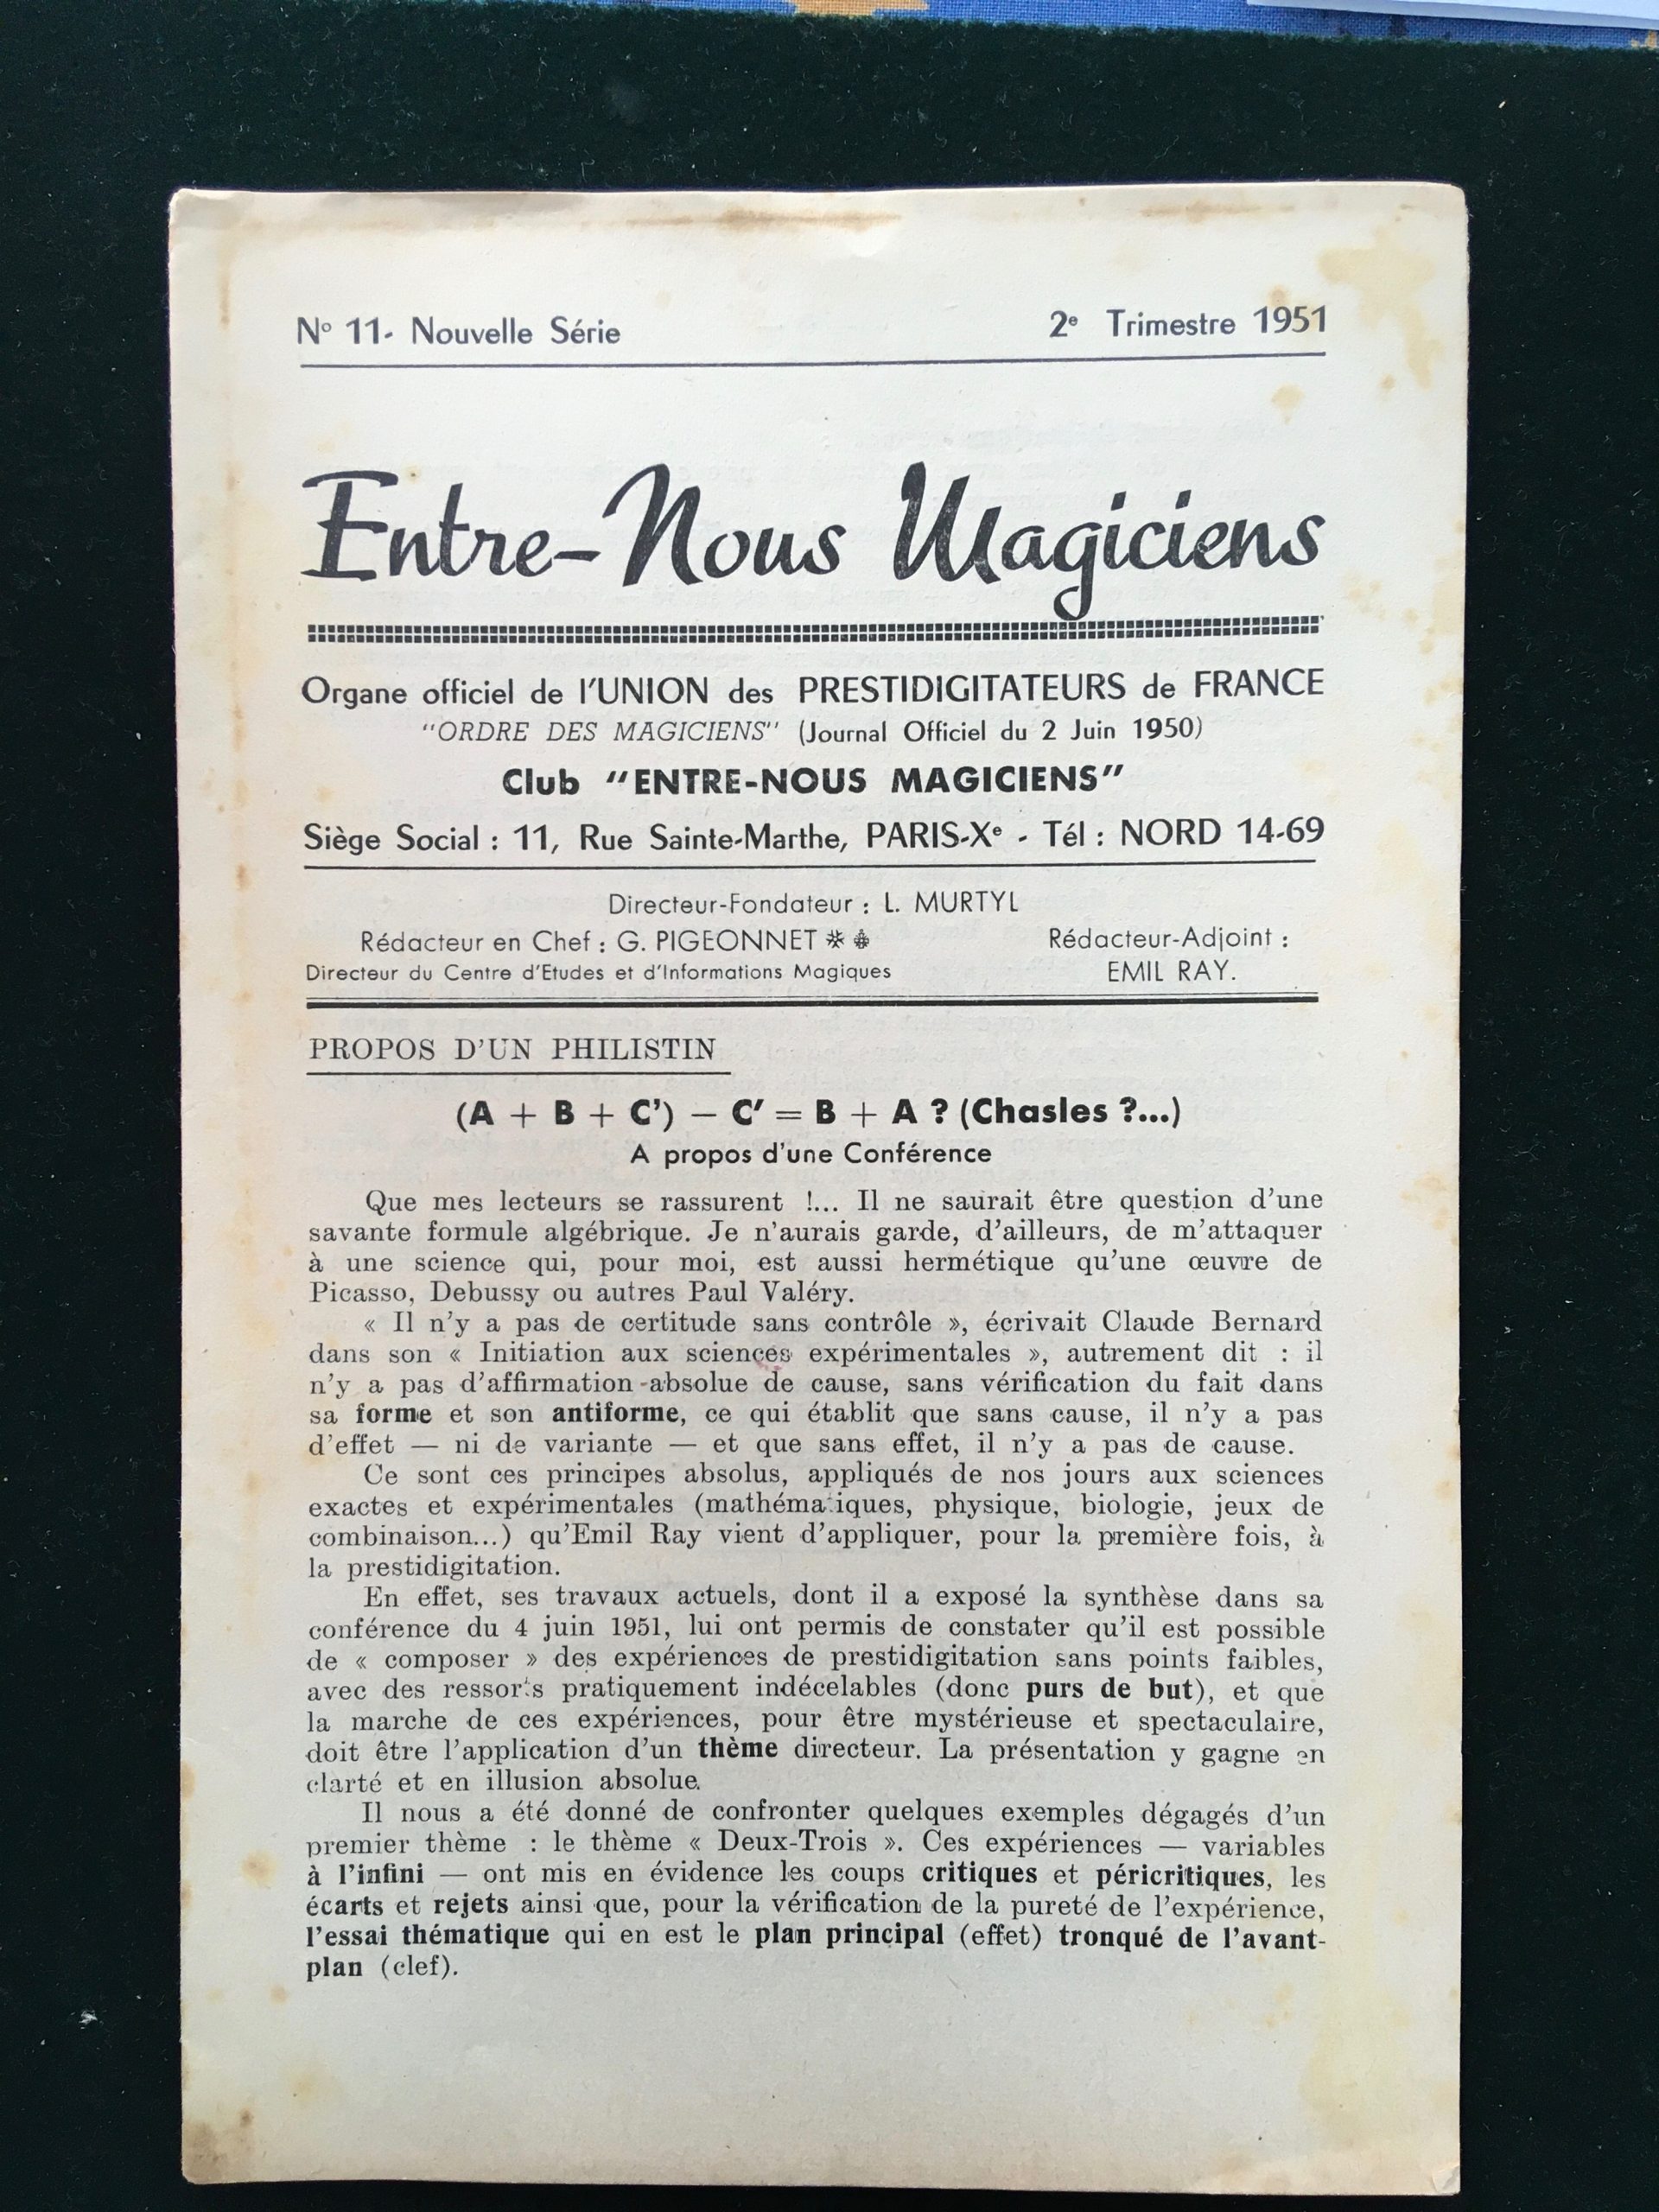 Nº 11- Nouvelle Série
2e Trimestre 1951
Entre-Nous Magiciens
Organe officiel de l'UNION des PRESTIDIGITATEURS de FRANCE
"ORDRE DES MAGICIENS" (Journal Officiel du 2 Juin 1950)
Club "ENTRE-NOUS MAGICIENS"
Siège Social : 11, Rue Sainte-Marthe, PARIS-Xe - Tél : NORD 14-69
Directeur-Fondateur : L. MURTYL
Rédacteur en Chef : G. PIGEONNET
Directeur du Centre d'Etudes et d'Informations Magiques
Rédacteur-Adjoint :
EMIL RAY.
PROPOS D'UN PHILISTIN
(A + B + C') – C' = B + A ? (Chasles ?...)
A propos d'une Conférence
Que mes lecteurs se rassurent !... Il ne saurait être question d'une
savante formule algébrique. Je n'aurais garde, d'ailleurs, de m'attaquer
à une science qui, pour moi, est aussi hermétique qu'une œuvre de
Picasso, Debussy ou autres Paul Valéry.
« Il n'y a pas de certitude sans contrôle », écrivait Claude Bernard
dans son « Initiation aux sciences expérimentales », autrement dit : il
n'y a pas d'affirmation -absolue de cause, sans vérification du fait dans
sa forme et son antiforme, ce qui établit que sans cause, il n'y a pas
d'effet — ni de variante — et que sans effet, il n'y a pas de cause.
Ce sont ces principes absolus, appliqués de nos jours aux sciences
exactes et expérimentales (mathématiques, physique, biologie, jeux de
combinaison...) qu'Emil Ray vient d'appliquer, pour la première fois, à
la prestidigitation.
En effet, ses travaux actuels, dont il a exposé la synthèse dans sa
conférence du 4 juin 1951, lui ont permis de constater qu'il est possible
de « composer » des expériences de prestidigitation sans points faibles,
avec des ressorts pratiquement indécelables (donc purs de but), et que
la marche de ces expériences, pour être mystérieuse et spectaculaire,
doit être l'application d'un thème directeur. La présentation y gagne en
clarté et en illusion absolue.
Il nous a été donné de confronter quelques exemples dégagés d'un
premier thème : le thème « Deux-Trois ». Ces expériences — variables
à l'infini — ont mis en évidence les coups critiques et péricritiques, les
écarts et rejets ainsi que, pour la vérification de la pureté de l'expérience,
l'essai thématique qui en est le plan principal (effet) tronqué de l'avant-
plan (clef).